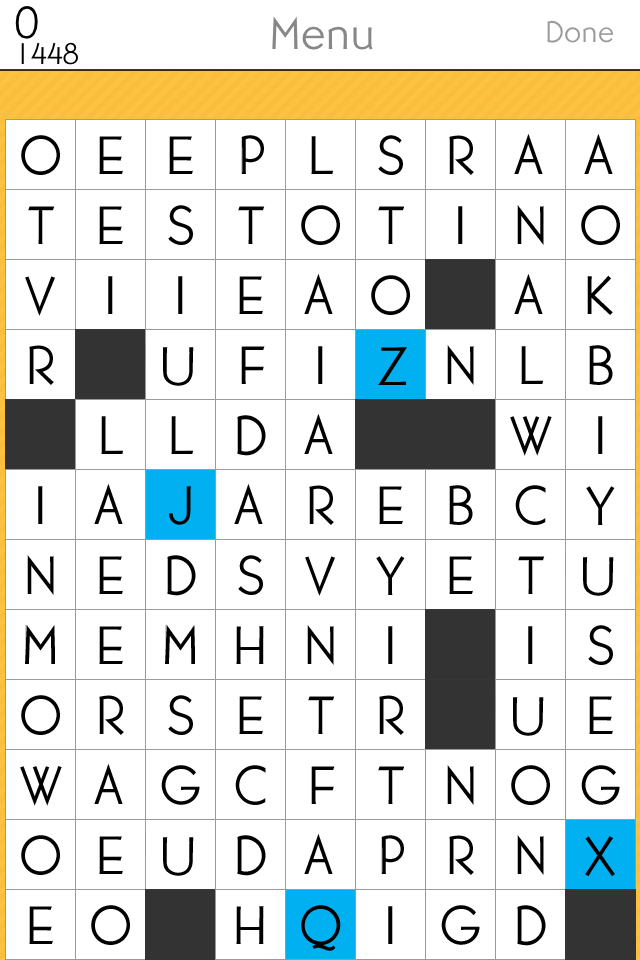 0
1448
Menu
Done
O E E P L S R A A
T E S T O T I N O
V I I E A O A K
R U F I Z N L B
L L D A W I
I A J A R E B C Y
N E D S V Y E T U
M E M H N I I S
O R S E T R U E
W A G C F T N O G
O E U D A P R N X
E O H Q I G D